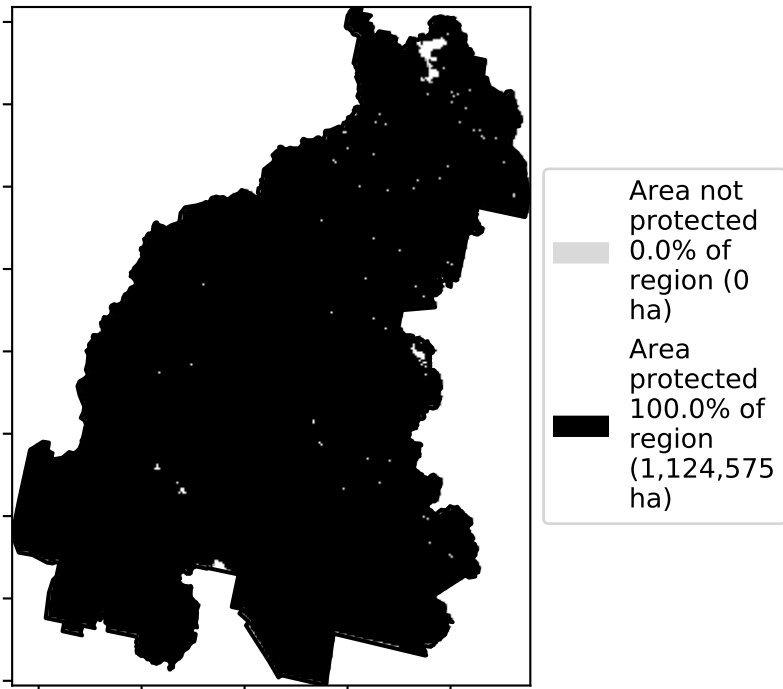 Area not
protected
0.0% of
region (0
ha)
Area
protected
100.0% of
region
(1,124,575
ha)